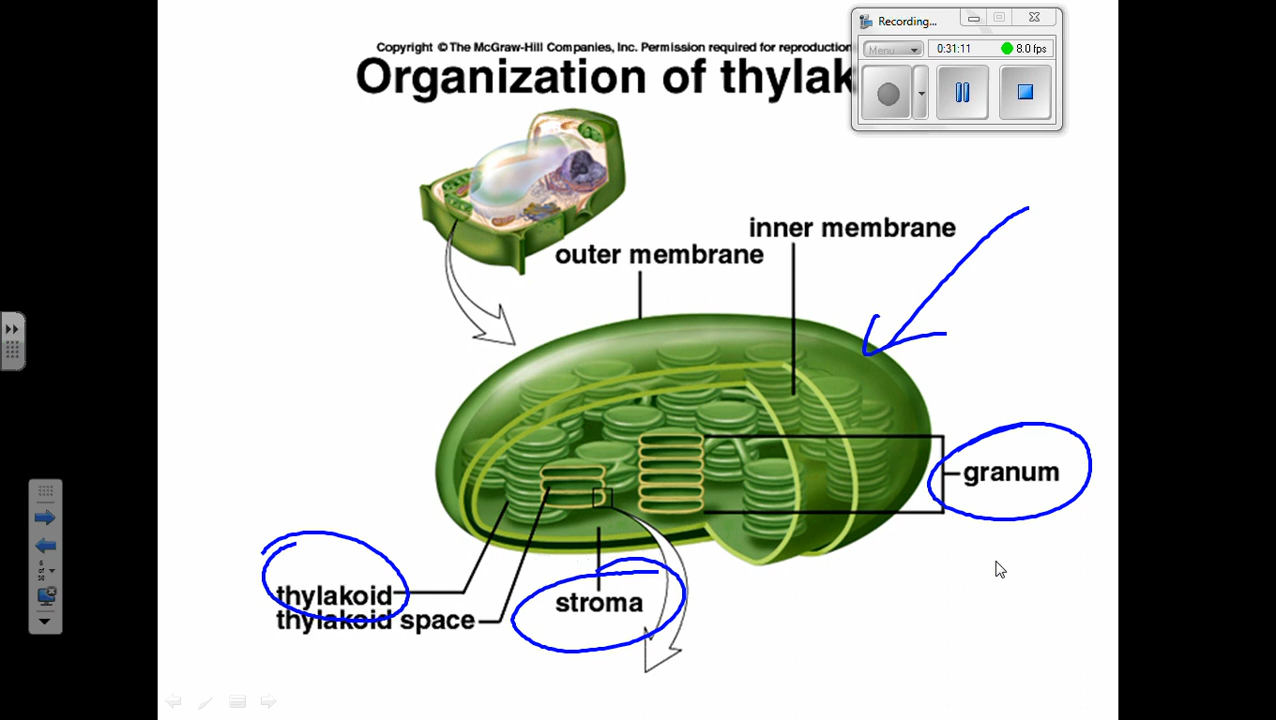 Recording...
Menu
0:31:11
8.0 fps
Copyright © The McGraw-Hill Companies, Inc. Permission required for reproduction
Organization of thylak
inner membrane
outer membrane
granum
thylakoid
thylakoid space
stroma